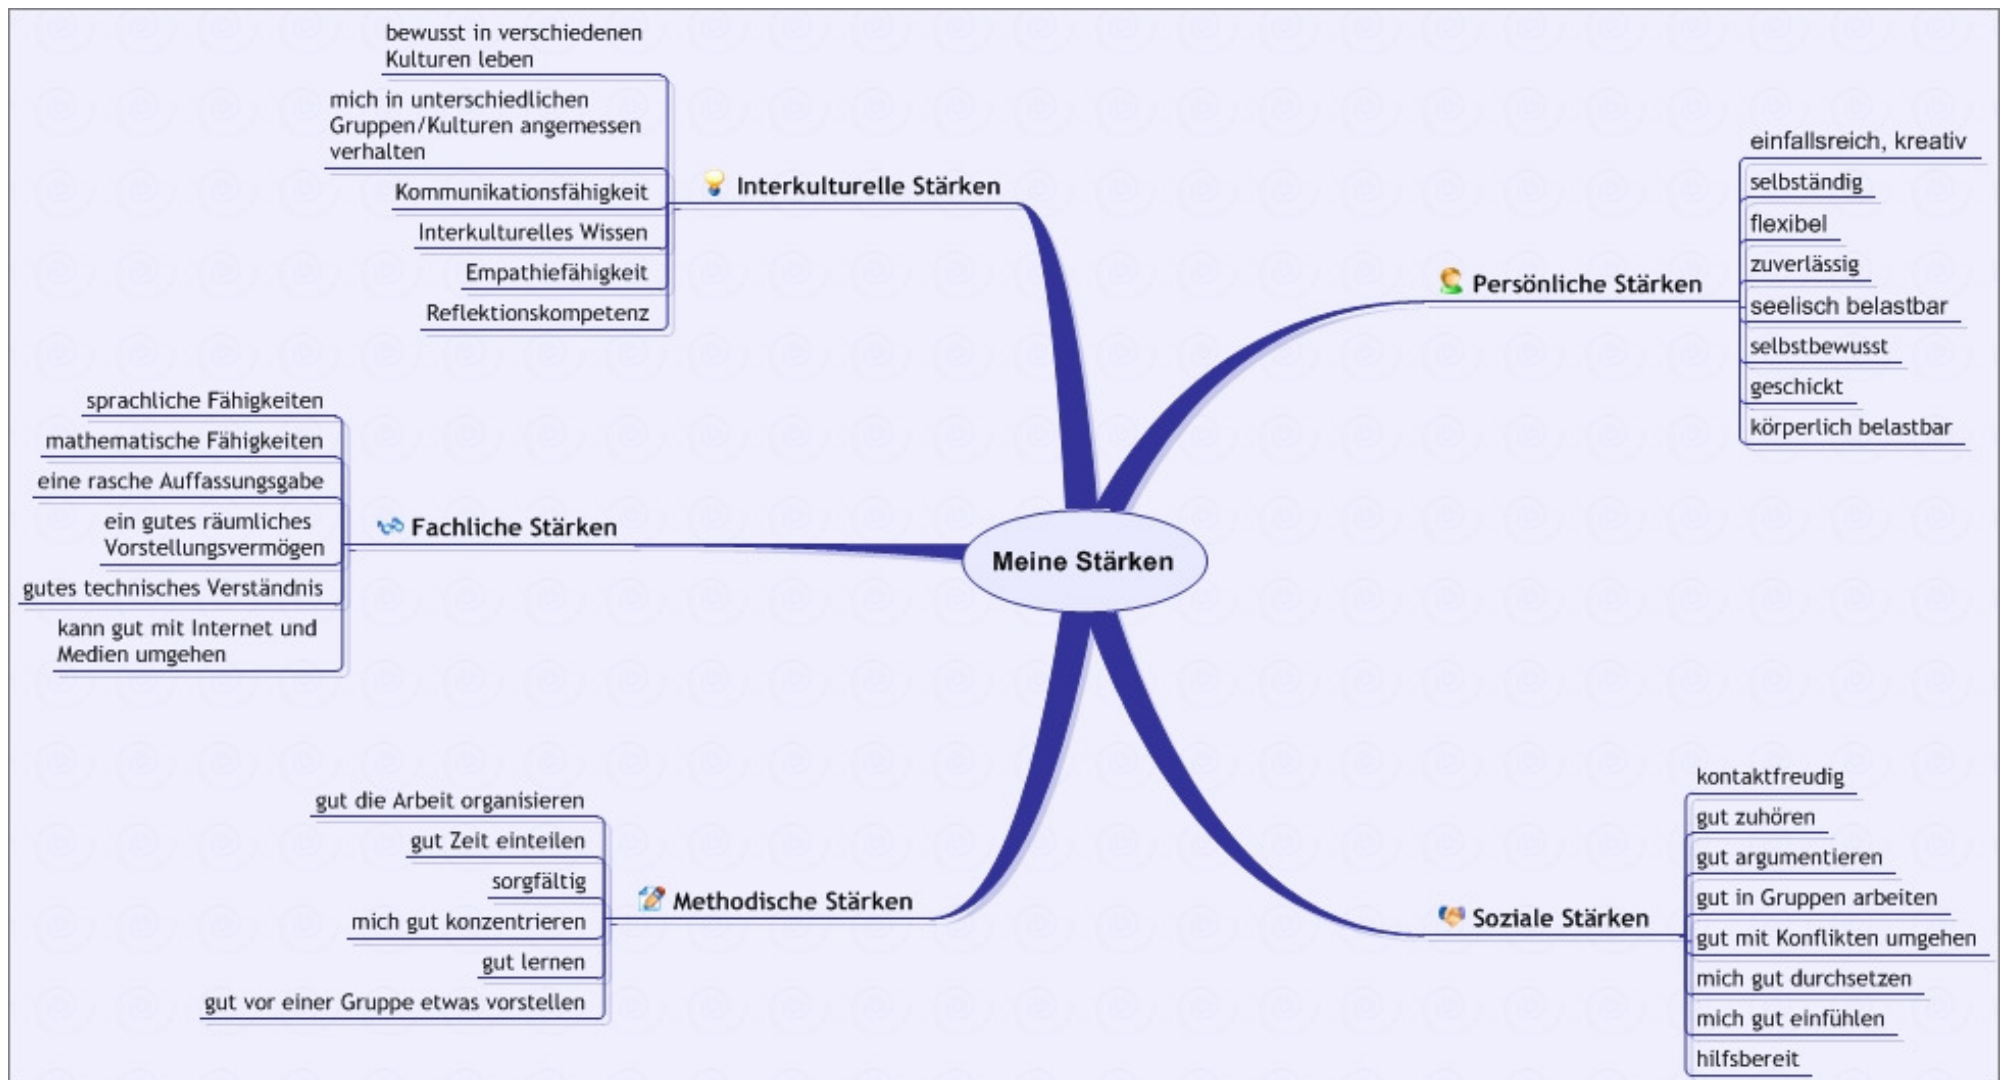 Meine Stärken
Interkulturelle Stärken
bewusst in verschiedenen
Kulturen leben
mich in unterschiedlichen
Gruppen/Kulturen angemessen
verhalten
Kommunikationsfähigkeit
Interkulturelles Wissen
Empathiefähigkeit
Reflektionskompetenz
Persönliche Stärken
einfallsreich, kreativ
selbständig
flexibel
zuverlässig
seelisch belastbar
selbstbewusst
geschickt
körperlich belastbar
Fachliche Stärken
sprachliche Fähigkeiten
mathematische Fähigkeiten
eine rasche Auffassungsgabe
ein gutes räumliches
Vorstellungsvermögen
gutes technisches Verständnis
kann gut mit Internet und
Medien umgehen
Methodische Stärken
gut die Arbeit organisieren
gut Zeit einteilen
sorgfältig
mich gut konzentrieren
gut lernen
gut vor einer Gruppe etwas vorstellen
Soziale Stärken
kontaktfreudig
gut zuhören
gut argumentieren
gut in Gruppen arbeiten
gut mit Konflikten umgehen
mich gut durchsetzen
mich gut einfühlen
hilfsbereit